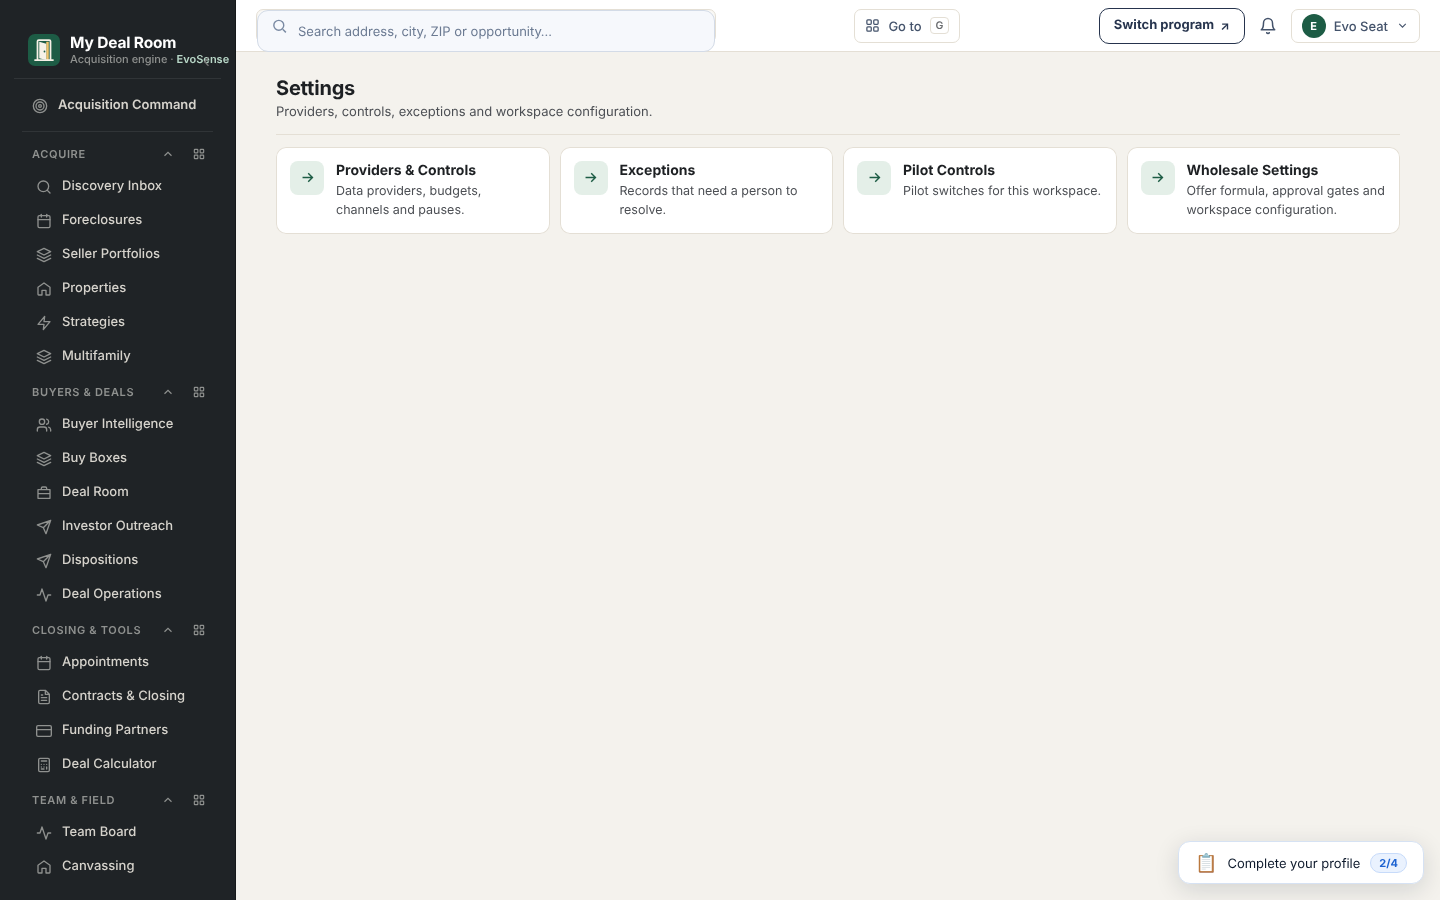 My Deal Room
Acquisition engine · EvoSense
Acquisition Command
ACQUIRE
Discovery Inbox
Foreclosures
Seller Portfolios
Properties
Strategies
Multifamily
BUYERS & DEALS
Buyer Intelligence
Buy Boxes
Deal Room
Investor Outreach
Dispositions
Deal Operations
CLOSING & TOOLS
Appointments
Contracts & Closing
Funding Partners
Deal Calculator
TEAM & FIELD
Team Board
Canvassing
Search address, city, ZIP or opportunity...
Go to G
Switch program
E Evo Seat
Settings
Providers, controls, exceptions and workspace configuration.
Providers & Controls
Data providers, budgets,
channels and pauses.
Exceptions
Records that need a person to
resolve.
Pilot Controls
Pilot switches for this workspace.
Wholesale Settings
Offer formula, approval gates and
workspace configuration.
Complete your profile 2/4